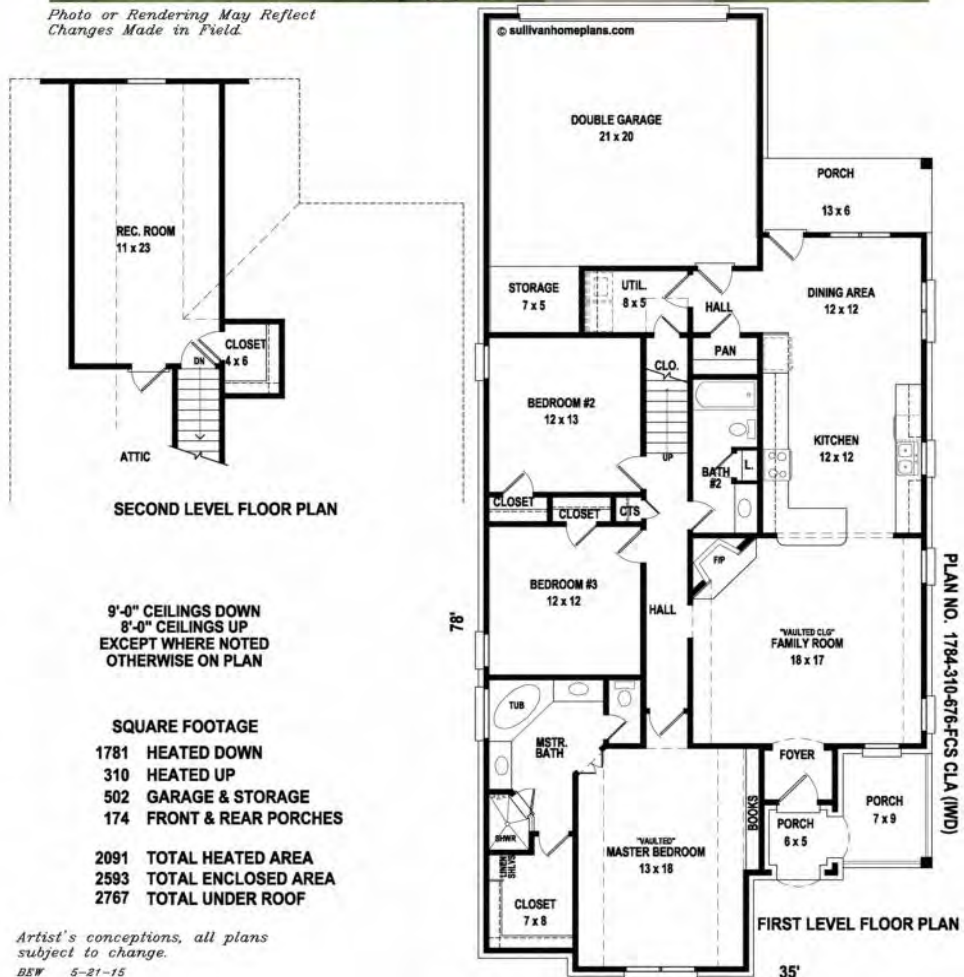 Photo or Rendering May Reflect
Changes Made in Field.
© sullivanhomeplans.com
DOUBLE GARAGE
21 x 20
PORCH
13 x 6
REC. ROOM
11 x 23
CLOSET
4 x 6
DN
ATTIC
SECOND LEVEL FLOOR PLAN
STORAGE
7 x 5
UTIL.
8 x 5
HALL
DINING AREA
12 x 12
PAN
CLO.
BEDROOM #2
12 x 13
UP
BATH
#2
L.
KITCHEN
12 x 12
CLOSET
CLOSET
CTS
BEDROOM #3
12 x 12
HALL
F/P
"VAULTED CLG"
FAMILY ROOM
18 x 17
78'
9'-0" CEILINGS DOWN
8'-0" CEILINGS UP
EXCEPT WHERE NOTED
OTHERWISE ON PLAN
SQUARE FOOTAGE
1781 HEATED DOWN
310 HEATED UP
502 GARAGE & STORAGE
174 FRONT & REAR PORCHES
2091 TOTAL HEATED AREA
2593 TOTAL ENCLOSED AREA
2767 TOTAL UNDER ROOF
TUB
MSTR.
BATH
SHWR
LINEN
SHLVS
CLOSET
7 x 8
"VAULTED"
MASTER BEDROOM
13 x 18
BOOKS
FOYER
PORCH
6 x 5
PORCH
7 x 9
FIRST LEVEL FLOOR PLAN
35'
PLAN NO. 1784-310-676-FCS CLA (IWD)
Artist's conceptions, all plans
subject to change.
BEW 5-21-15